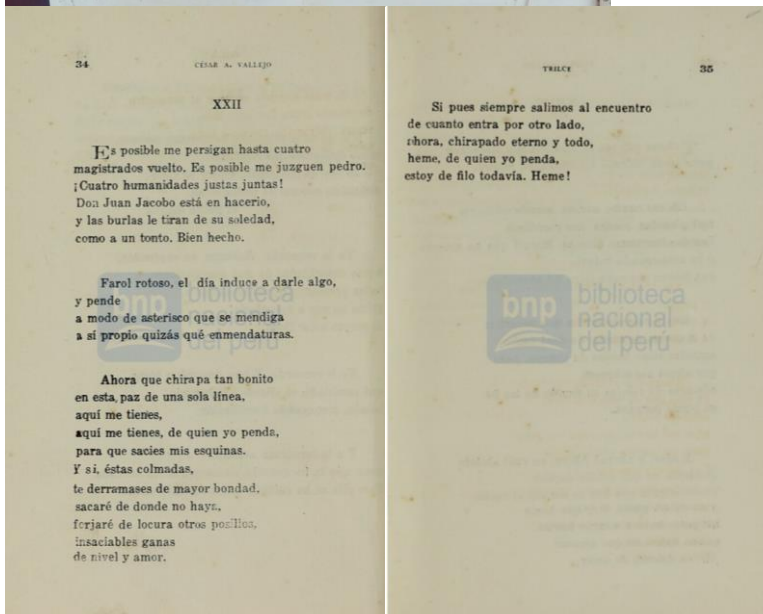 34
CÉSAR A. VALLEJO
XXII
Es posible me persigan hasta cuatro
magistrados vuelto. Es posible me juzguen pedro.
¡Cuatro humanidades justas juntas!
Don Juan Jacobo está en hacerio,
y las burlas le tiran de su soledad,
como a un tonto. Bien hecho.
Farol rotoso, el día induce a darle algo,
y pende
a modo de asterisco que se mendiga
a sí propio quizás qué enmendaturas.
Ahora que chirapa tan bonito
en esta paz de una sola línea,
aquí me tienes,
aquí me tienes, de quien yo penda,
para que sacies mis esquinas.
Y si, éstas colmadas,
te derramases de mayor bondad,
sacaré de donde no haya,
forjaré de locura otros posillos,
insaciables ganas
de nivel y amor.
bnp biblioteca
nacional
del perú
TRILCE
35
Si pues siempre salimos al encuentro
de cuanto entra por otro lado,
ahora, chirapado eterno y todo,
heme, de quien yo penda,
estoy de filo todavía. Heme!
bnp biblioteca
nacional
del perú